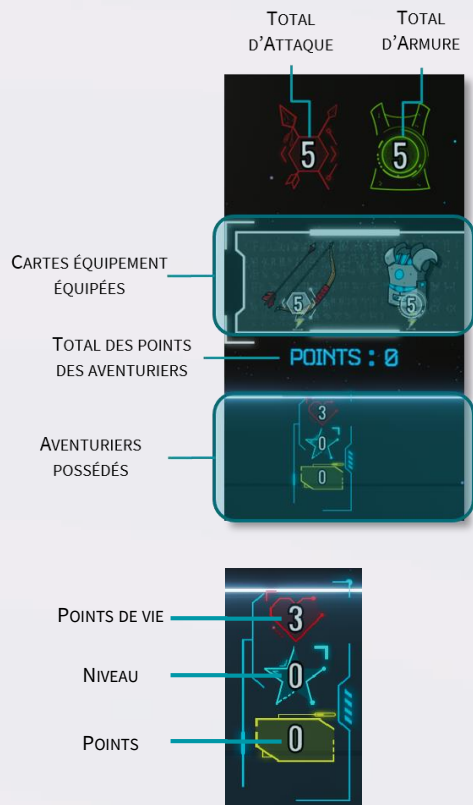 TOTAL
D'ATTAQUE
TOTAL
D'ARMURE
5
5
CARTES ÉQUIPEMENT
ÉQUIPÉES
5
5
TOTAL DES POINTS
DES AVENTURIERS
POINTS : 0
AVENTURIERS
POSSÉDÉS
3
0
0
POINTS DE VIE
3
NIVEAU
0
POINTS
0